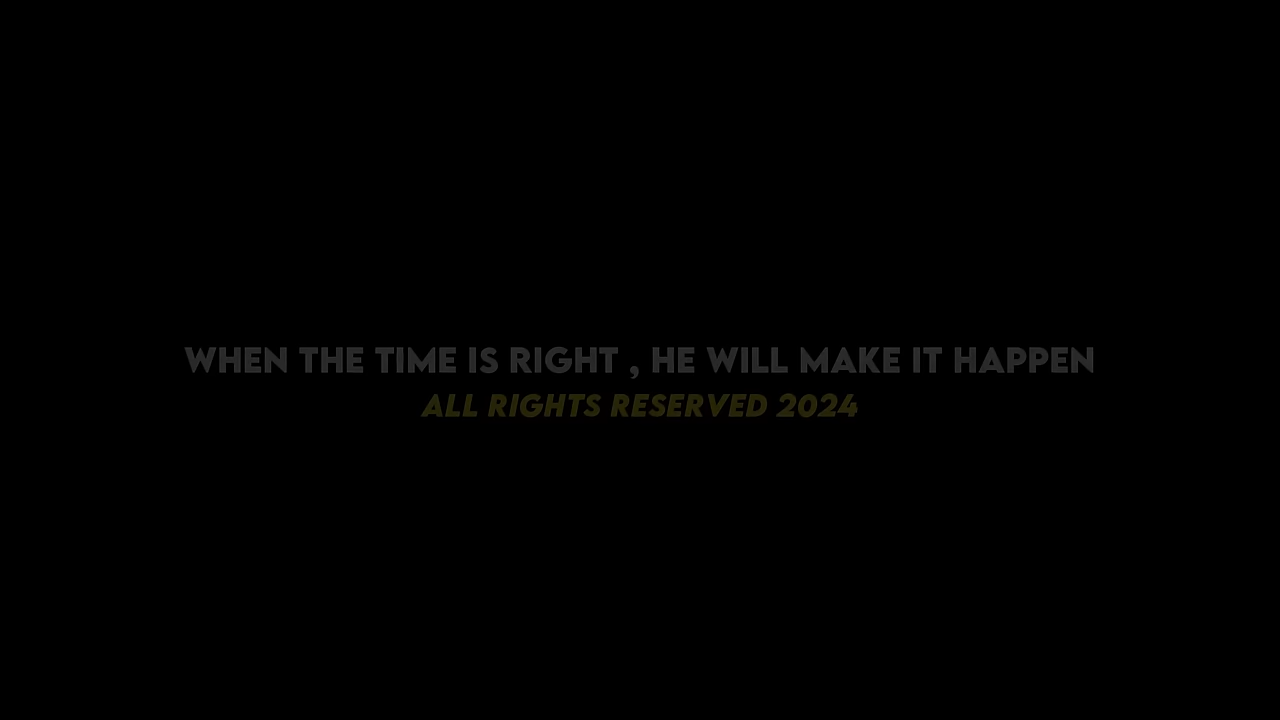 WHEN THE TIME IS RIGHT , HE WILL MAKE IT HAPPEN
ALL RIGHTS RESERVED 2024